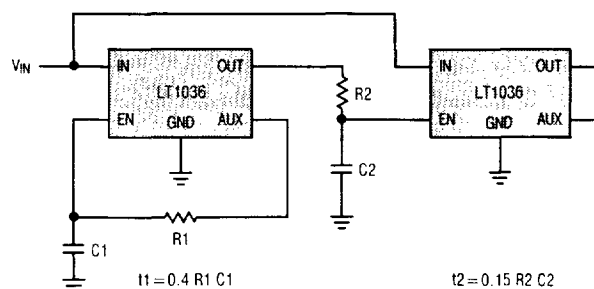 VIN
IN OUT
LT1036
EN GND AUX
R2
C2
R1
C1
IN OUT
LT1036
EN GND AUX
t1=0.4 R1 C1
t2=0.15 R2 C2